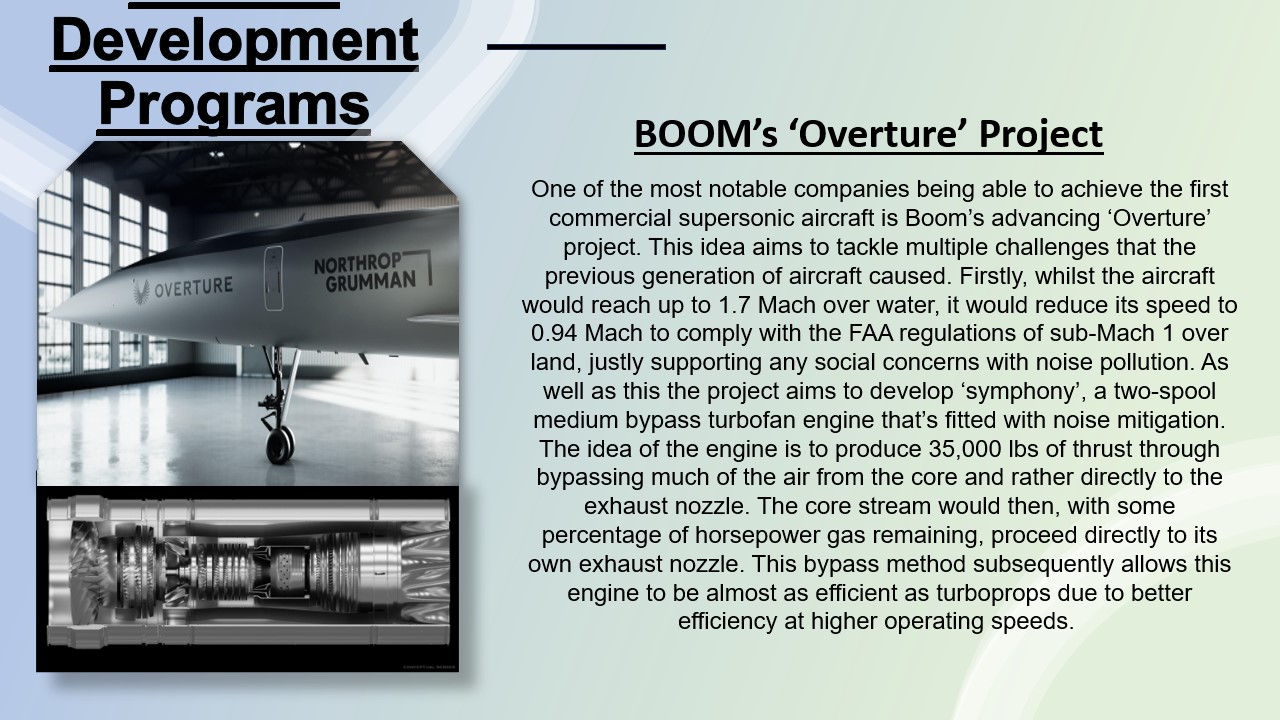 Development
Programs
BOOM’s ‘Overture’ Project
One of the most notable companies being able to achieve the first
commercial supersonic aircraft is Boom’s advancing ‘Overture’
project. This idea aims to tackle multiple challenges that the
previous generation of aircraft caused. Firstly, whilst the aircraft
would reach up to 1.7 Mach over water, it would reduce its speed to
0.94 Mach to comply with the FAA regulations of sub-Mach 1 over
land, justly supporting any social concerns with noise pollution. As
well as this the project aims to develop ‘symphony’, a two-spool
medium bypass turbofan engine that’s fitted with noise mitigation.
The idea of the engine is to produce 35,000 lbs of thrust through
bypassing much of the air from the core and rather directly to the
exhaust nozzle. The core stream would then, with some
percentage of horsepower gas remaining, proceed directly to its
own exhaust nozzle. This bypass method subsequently allows this
engine to be almost as efficient as turboprops due to better
efficiency at higher operating speeds.
OVERTURE
NORTHROP
GRUMMAN
CONCEPTUAL RENDER